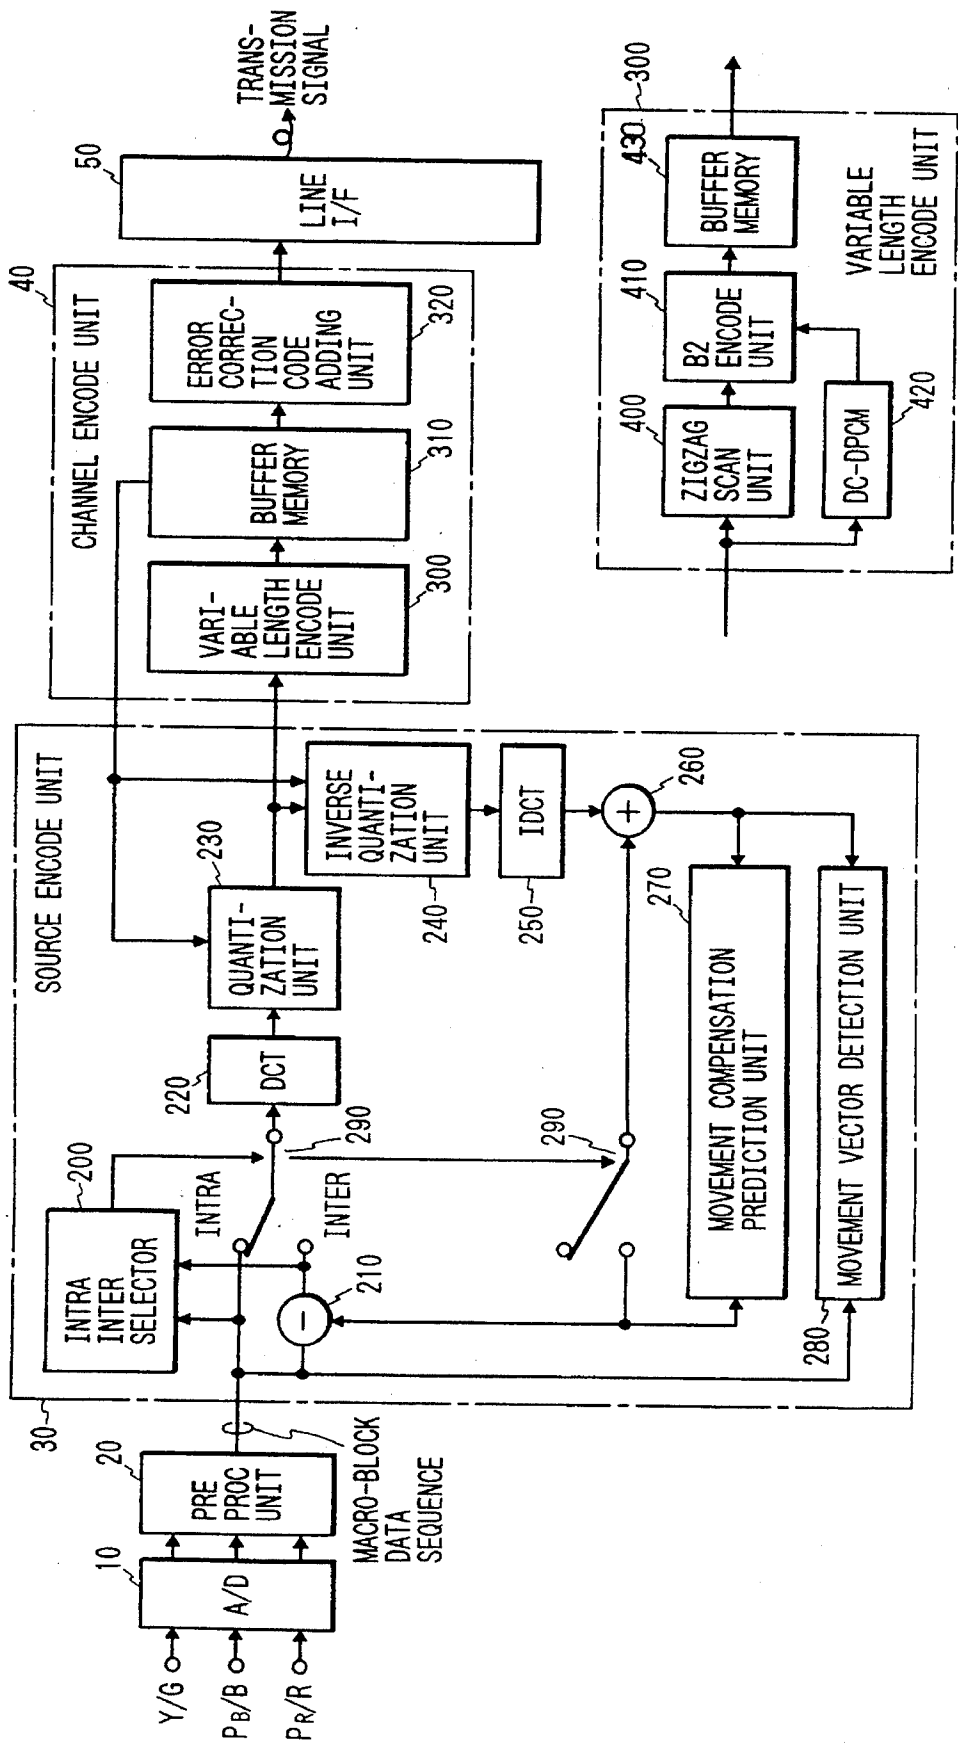 Y/G
PB/B
PR/R
10
A/D
20
PRE
PROC
UNIT
MACRO-BLOCK
DATA
SEQUENCE
30
SOURCE ENCODE UNIT
INTRA
INTER
SELECTOR
200
INTRA
INTER
290
−
210
220
DCT
230
QUANTI-
ZATION
UNIT
INVERSE
QUANTI-
ZATION
UNIT
240
IDCT
250
+
260
290
270
MOVEMENT COMPENSATION
PREDICTION UNIT
280
MOVEMENT VECTOR DETECTION UNIT
40
CHANNEL ENCODE UNIT
VARI-
ABLE
LENGTH
ENCODE
UNIT
300
BUFFER
MEMORY
310
ERROR
CORREC-
TION
CODE
ADDING
UNIT
320
50
LINE
I/F
TRANS-
MISSION
SIGNAL
300
400
ZIGZAG
SCAN
UNIT
410
B2
ENCODE
UNIT
430
BUFFER
MEMORY
DC-DPCM
420
VARIABLE
LENGTH
ENCODE UNIT